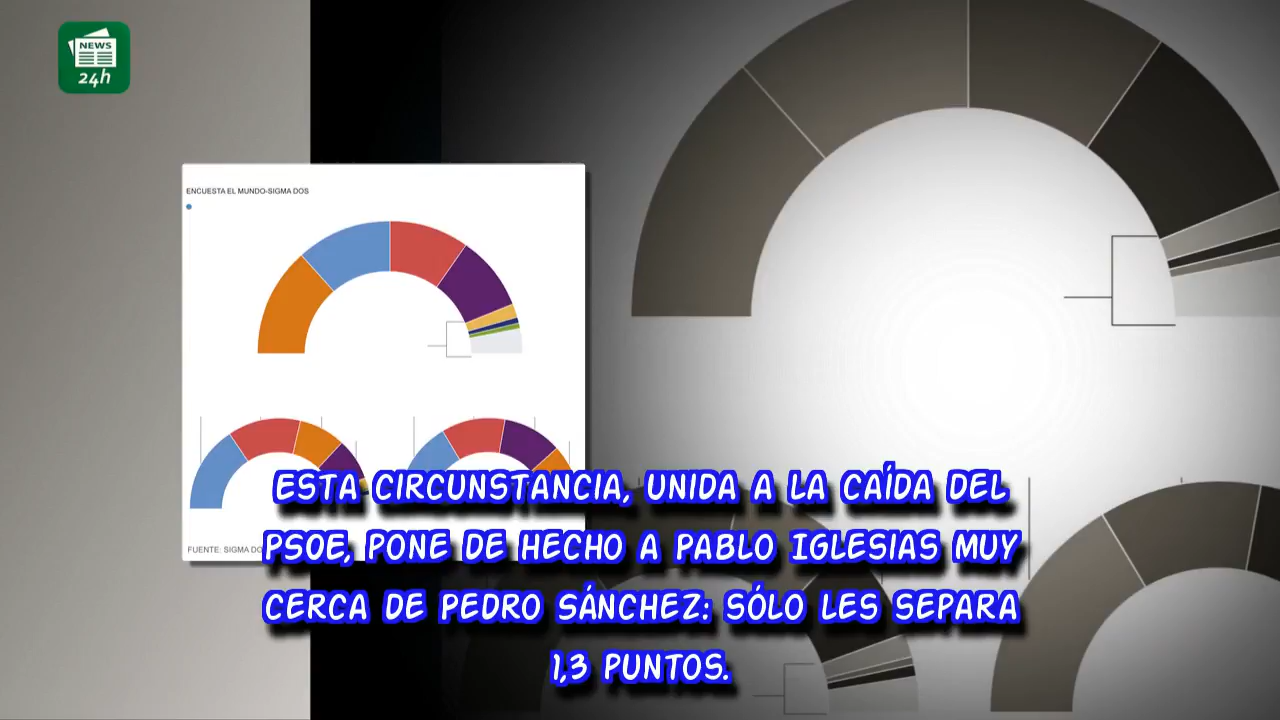 NEWS
24h
ENCUESTA EL MUNDO-SIGMA DOS
ESTA CIRCUNSTANCIA, UNIDA A LA CAÍDA DEL
PSOE, PONE DE HECHO A PABLO IGLESIAS MUY
FUENTE: SIGMA DO
CERCA DE PEDRO SÁNCHEZ: SÓLO LES SEPARA
1,3 PUNTOS.